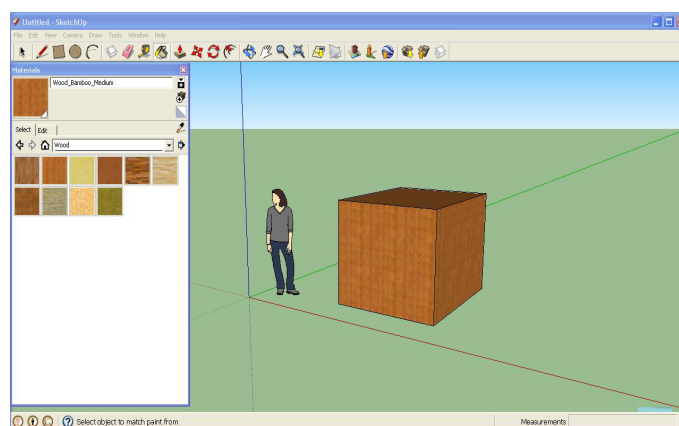 Untitled - SketchUp
File Edit View Camera Draw Tools Window Help
Materials
Wood_Bamboo_Medium
Select Edit
Wood
Select object to match paint from
Measurements